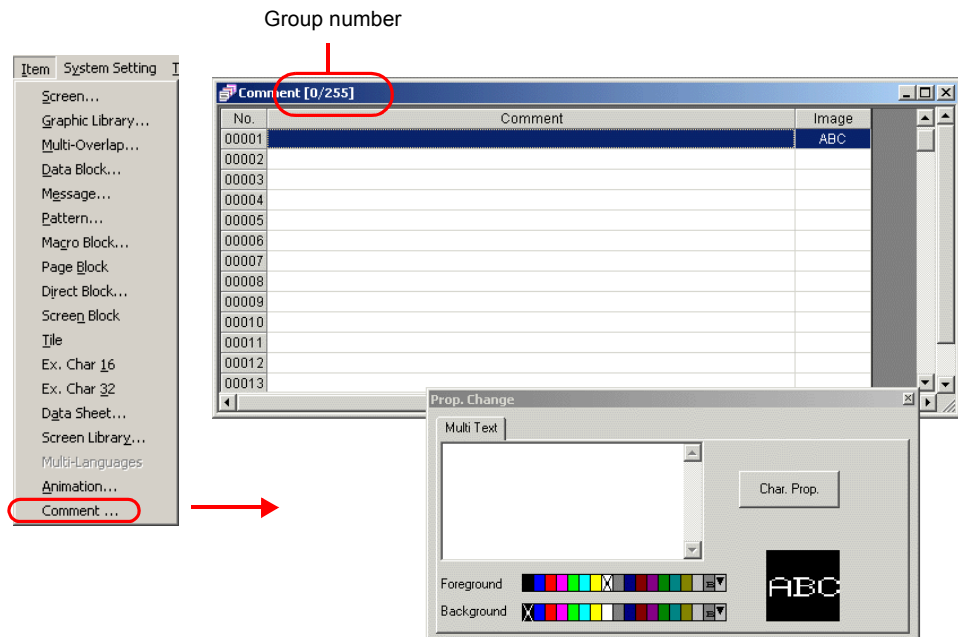 Group number
Item System Setting T
Screen...
Graphic Library...
Multi-Overlap...
Data Block...
Message...
Pattern...
Macro Block...
Page Block
Direct Block...
Screen Block
Tile
Ex. Char 16
Ex. Char 32
Data Sheet...
Screen Library...
Multi-Languages
Animation...
Comment ...
Comment [0/255]
No. Comment Image
00001 ABC
00002
00003
00004
00005
00006
00007
00008
00009
00010
00011
00012
00013
Prop. Change
Multi Text
Char. Prop.
Foreground
Background
ABC